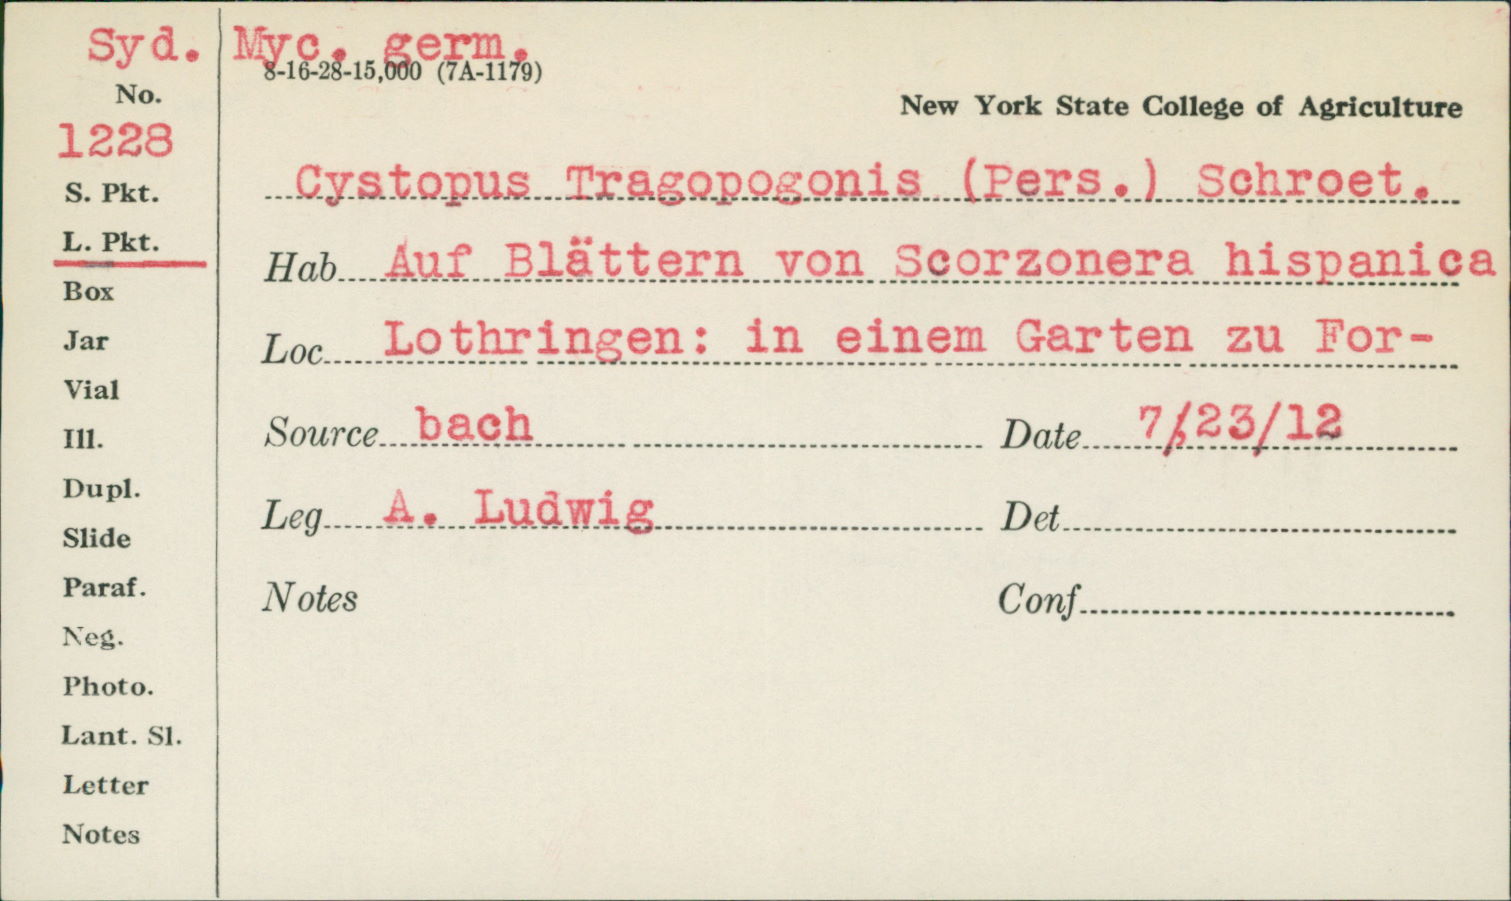 Syd. Myc. germ.
8-16-28-15,000 (7A-1179)
No.
1228
New York State College of Agriculture
S. Pkt.
Cystopus Tragopogonis (Pers.) Schroet.
L. Pkt.
Hab Auf Blättern von Scorzonera hispanica
Box
Jar
Loc Lothringen: in einem Garten zu For-
Vial
Ill.
Source bach Date 7/23/12
Dupl.
Leg A. Ludwig Det
Slide
Paraf.
Notes Conf
Neg.
Photo.
Lant. Sl.
Letter
Notes